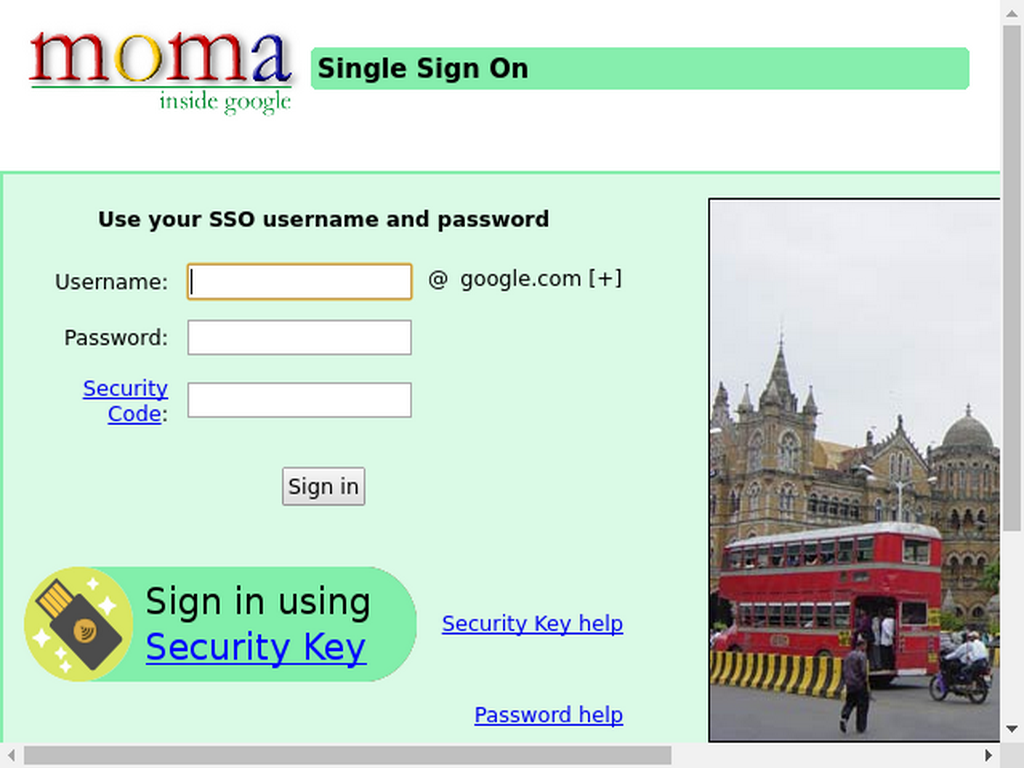 moma
inside google
Single Sign On
Use your SSO username and password
Username:
@ google.com [+]
Password:
Security
Code:
Sign in
Sign in using
Security Key
Security Key help
Password help